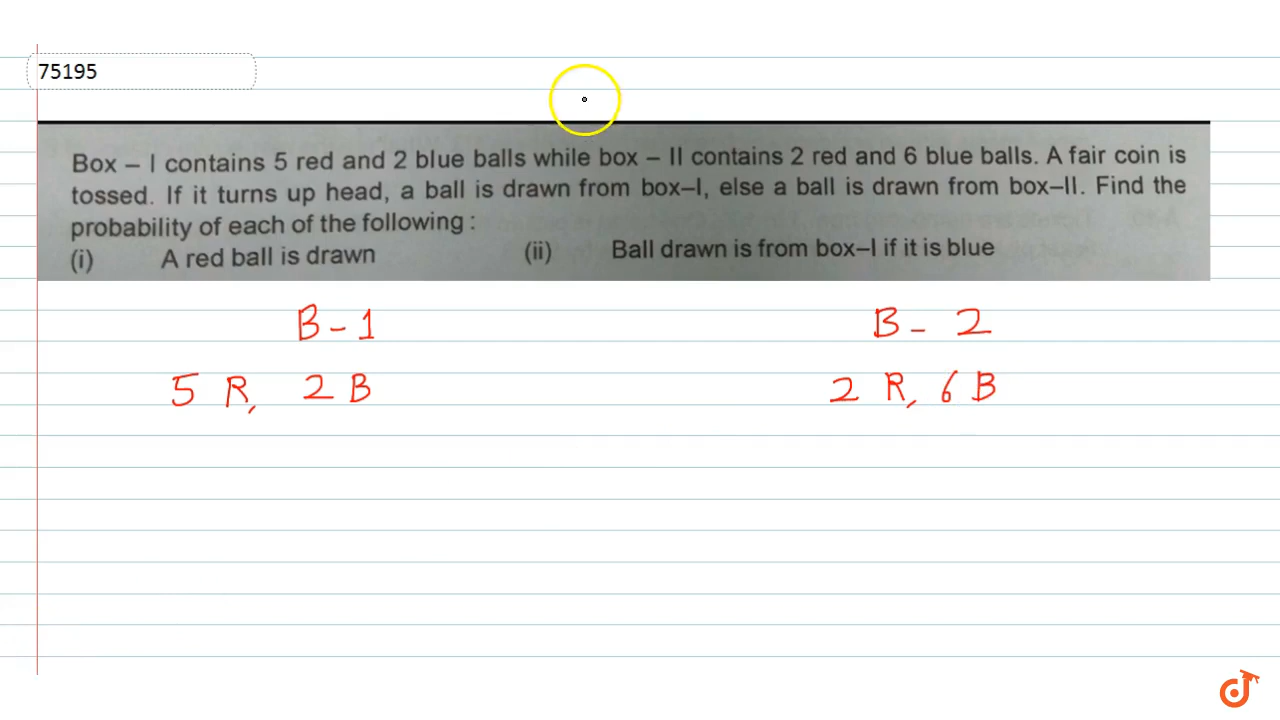 75195
Box – I contains 5 red and 2 blue balls while box – II contains 2 red and 6 blue balls. A fair coin is
tossed. If it turns up head, a ball is drawn from box–I, else a ball is drawn from box–II. Find the
probability of each of the following :
(i) A red ball is drawn (ii) Ball drawn is from box–I if it is blue
B - 1 B - 2
5 R, 2 B 2 R, 6 B